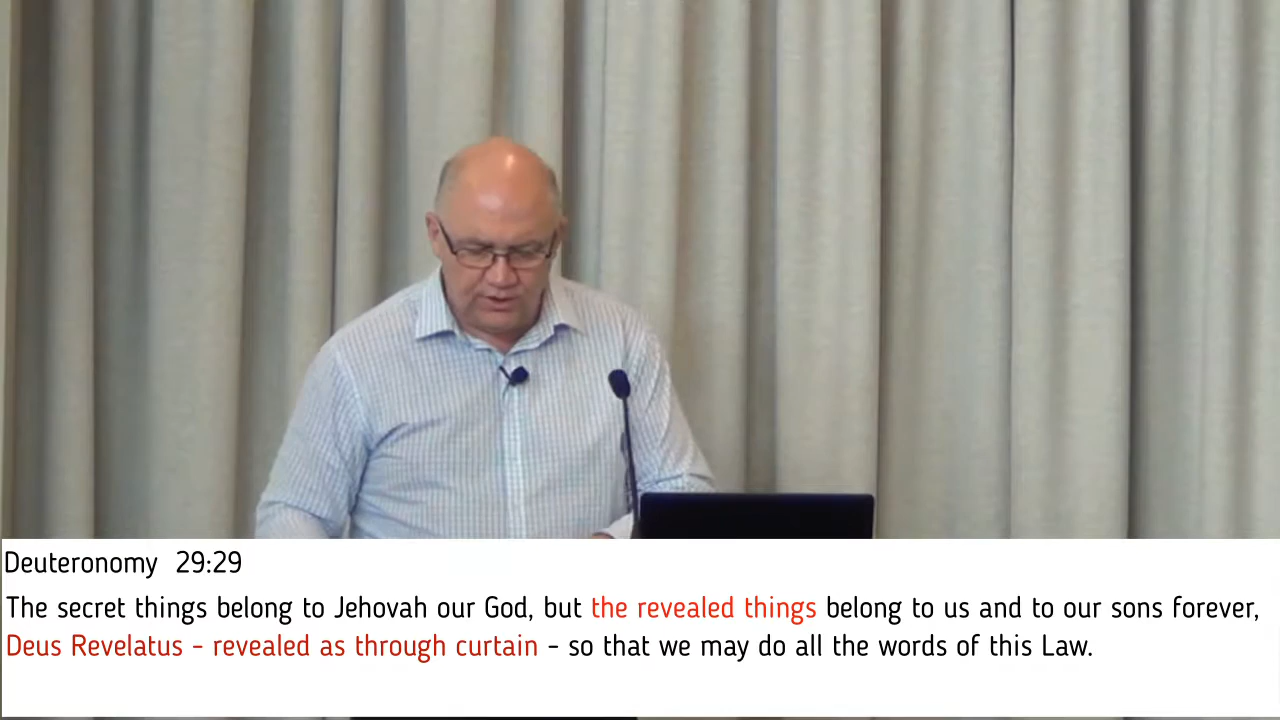 Deuteronomy 29:29
The secret things belong to Jehovah our God, but the revealed things belong to us and to our sons forever,
Deus Revelatus - revealed as through curtain - so that we may do all the words of this Law.